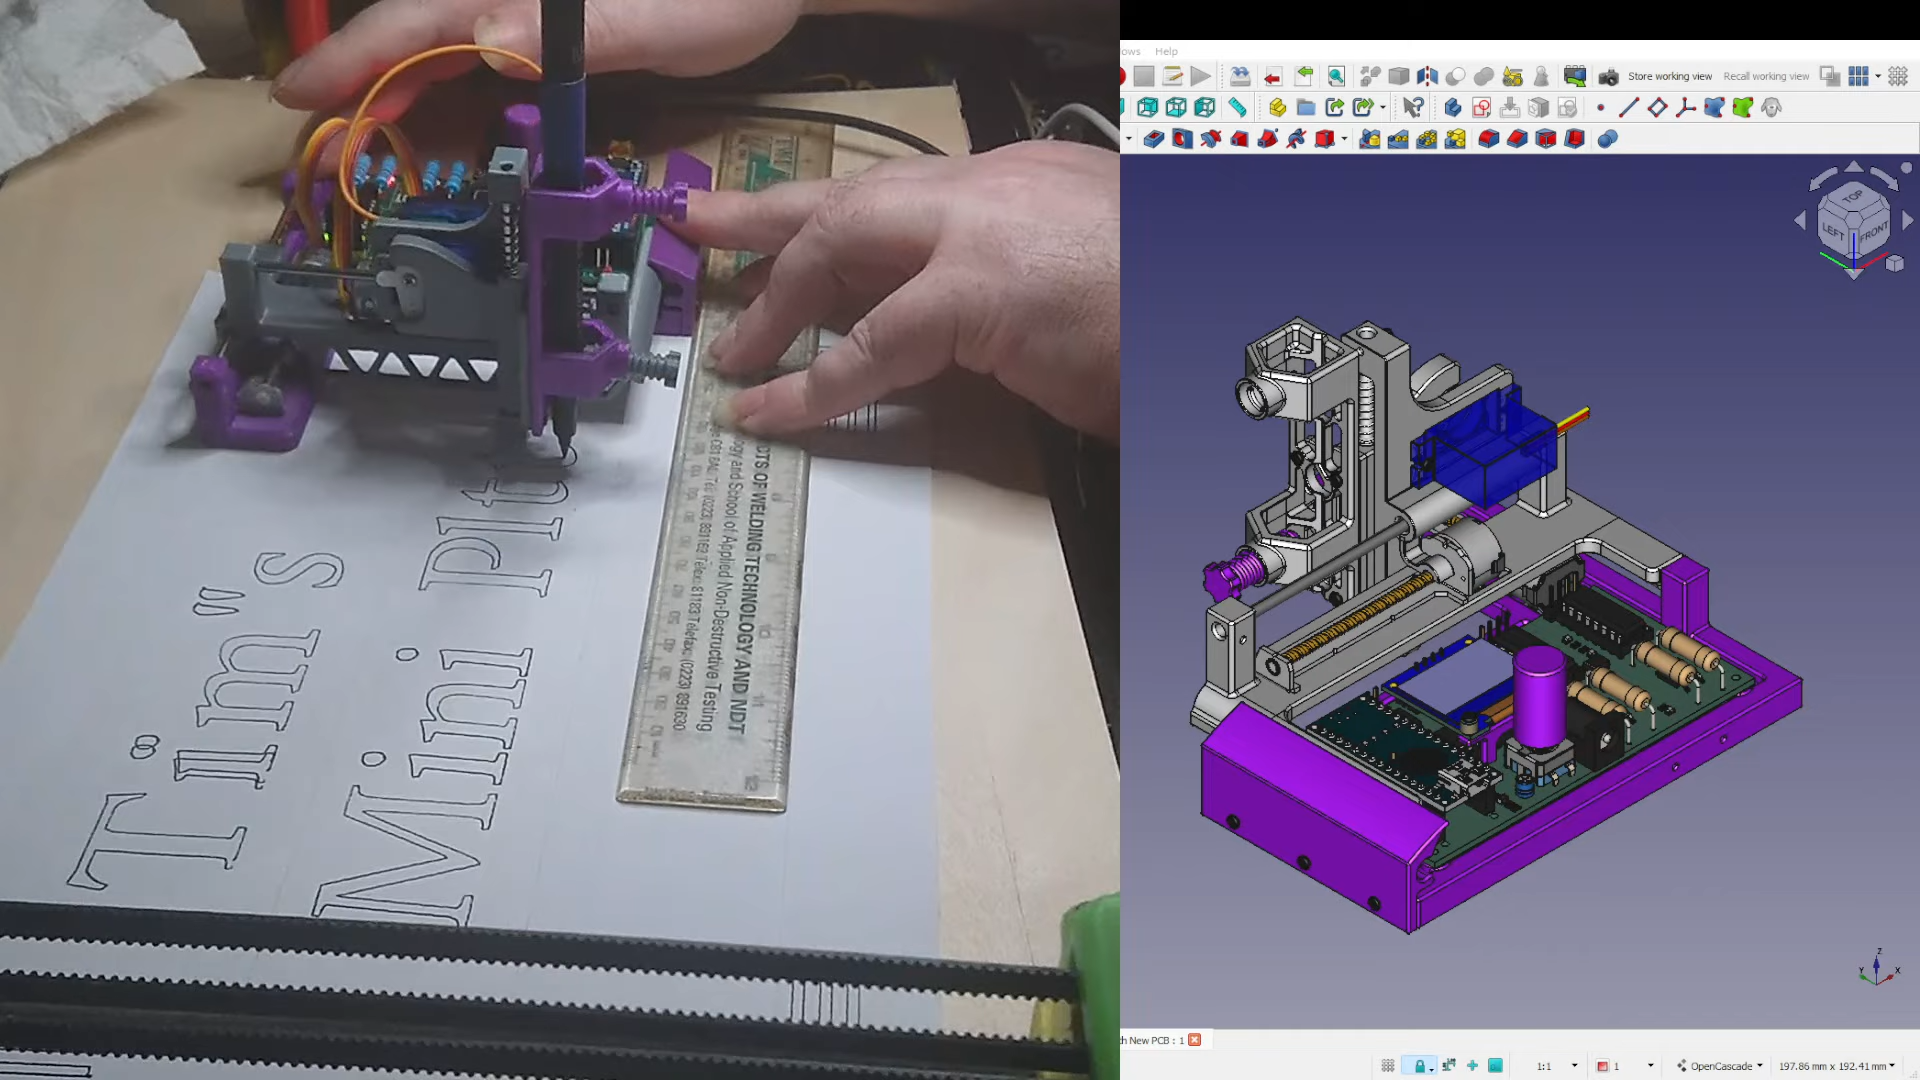 Tim"s
Mini Plt
CTS OF WELDING TECHNOLOGY AND NDT
ogy and School of Applied Non-Destructive Testing
Help
Store working view
Recall working view
TOP
LEFT
FRONT
Z
Y
X
New PCB : 1
1:1
1
OpenCascade
197.86 mm x 192.41 mm